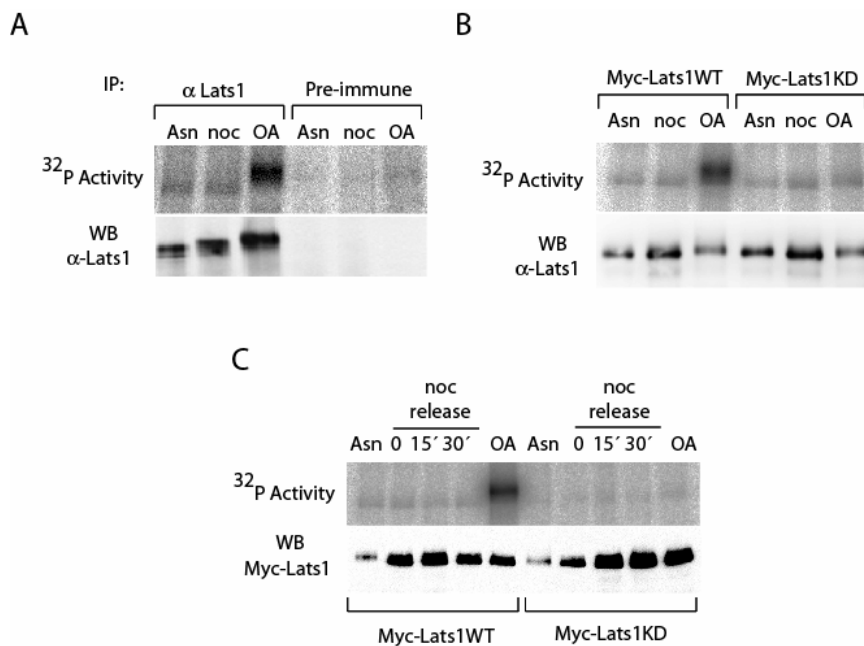 A
IP:
α Lats1 Pre-immune
Asn noc OA Asn noc OA
32P Activity
WB
α-Lats1
B
Myc-Lats1WT Myc-Lats1KD
Asn noc OA Asn noc OA
32P Activity
WB
α-Lats1
C
noc
release
noc
release
Asn 0 15´ 30´ OA Asn 0 15´ 30´ OA
32P Activity
WB
Myc-Lats1
Myc-Lats1WT Myc-Lats1KD